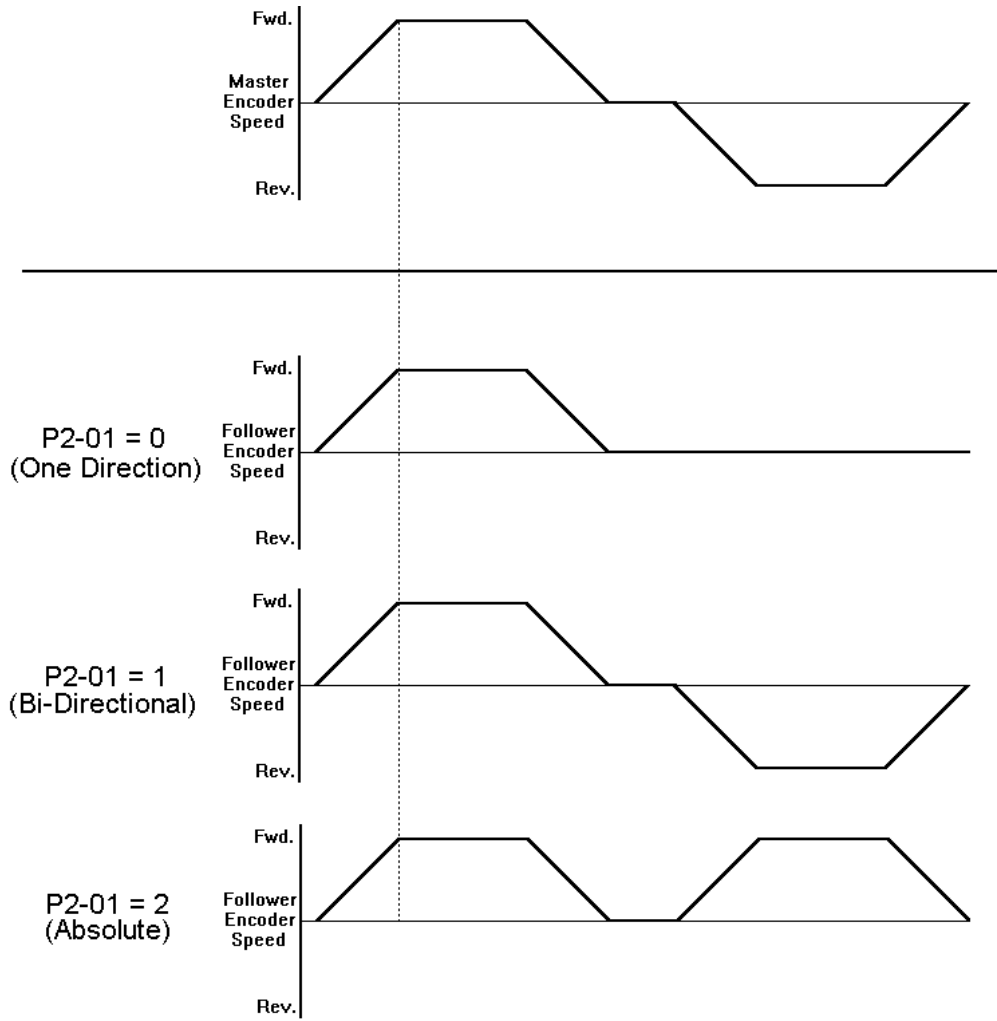 Fwd.
Master
Encoder
Speed
Rev.
Fwd.
P2-01 = 0
(One Direction)
Follower
Encoder
Speed
Rev.
Fwd.
P2-01 = 1
(Bi-Directional)
Follower
Encoder
Speed
Rev.
Fwd.
P2-01 = 2
(Absolute)
Follower
Encoder
Speed
Rev.